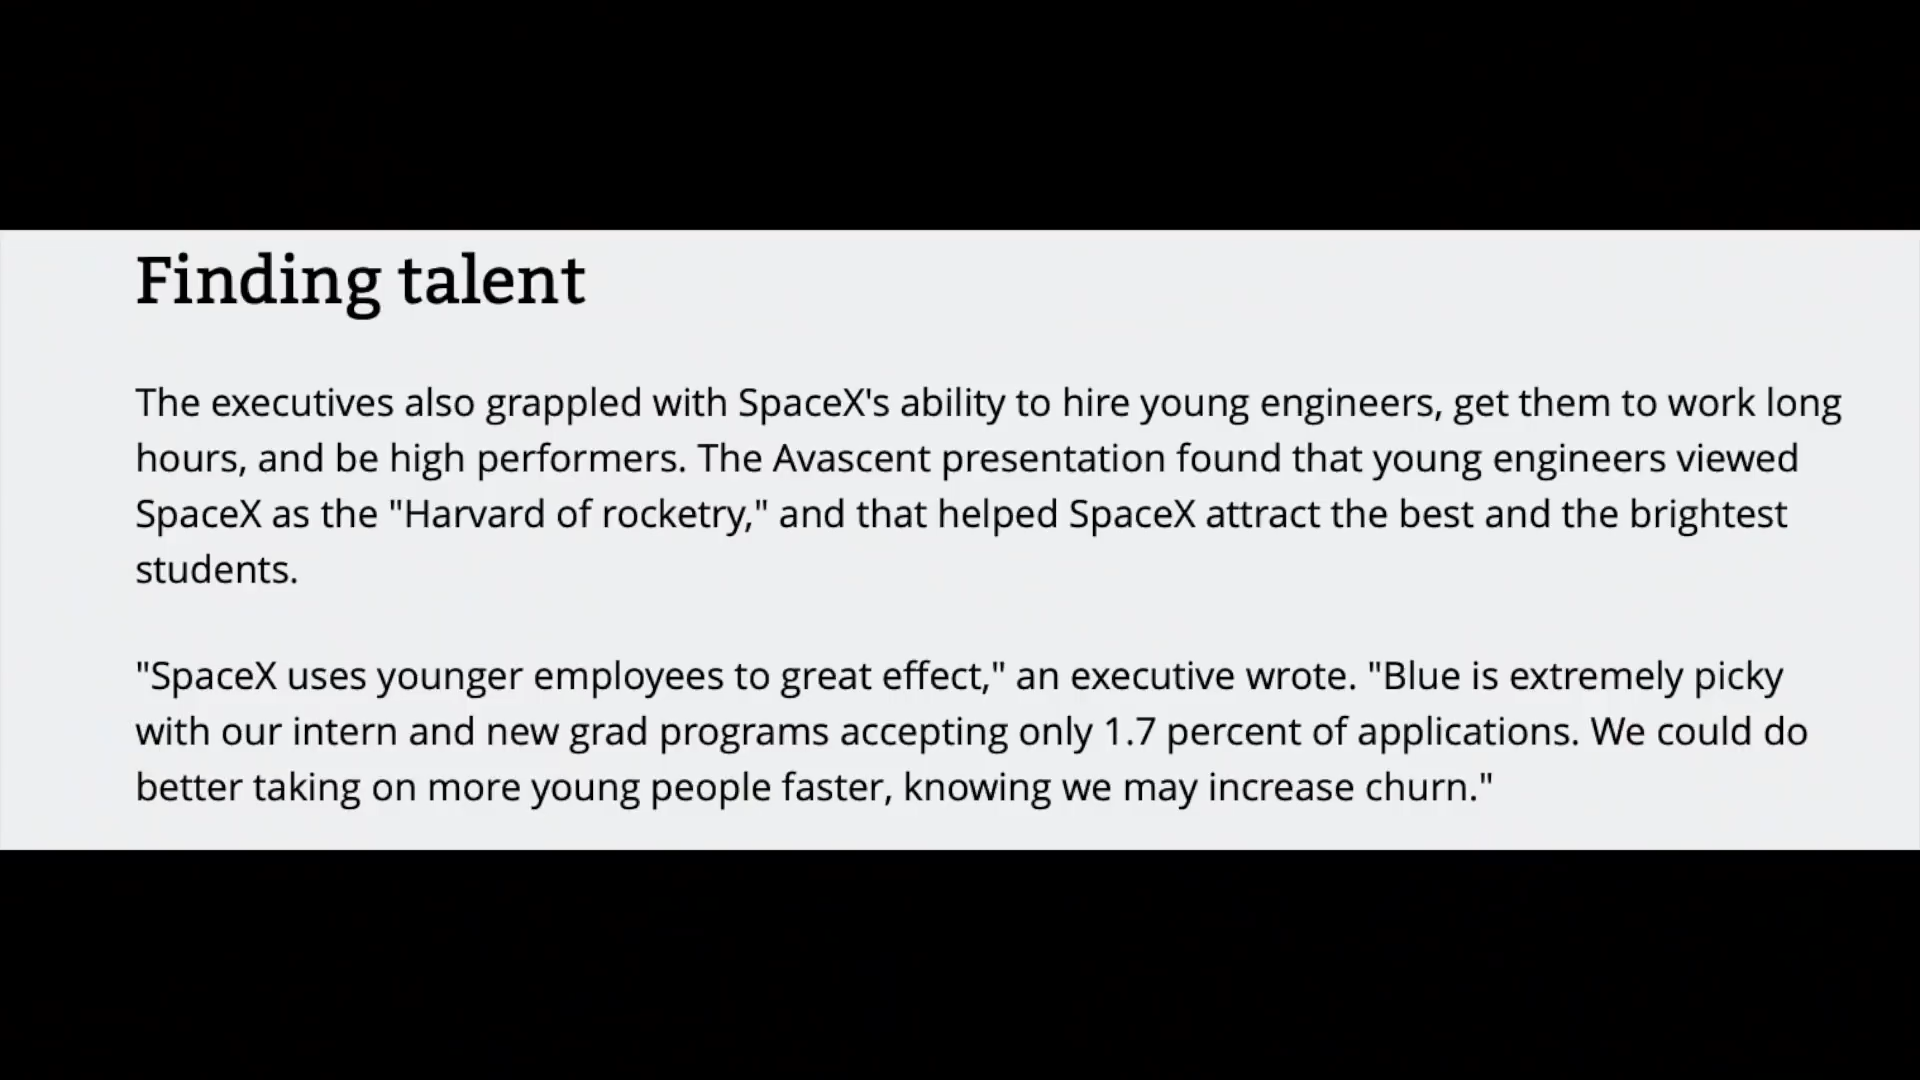 Finding talent
The executives also grappled with SpaceX's ability to hire young engineers, get them to work long
hours, and be high performers. The Avascent presentation found that young engineers viewed
SpaceX as the "Harvard of rocketry," and that helped SpaceX attract the best and the brightest
students.
"SpaceX uses younger employees to great effect," an executive wrote. "Blue is extremely picky
with our intern and new grad programs accepting only 1.7 percent of applications. We could do
better taking on more young people faster, knowing we may increase churn."